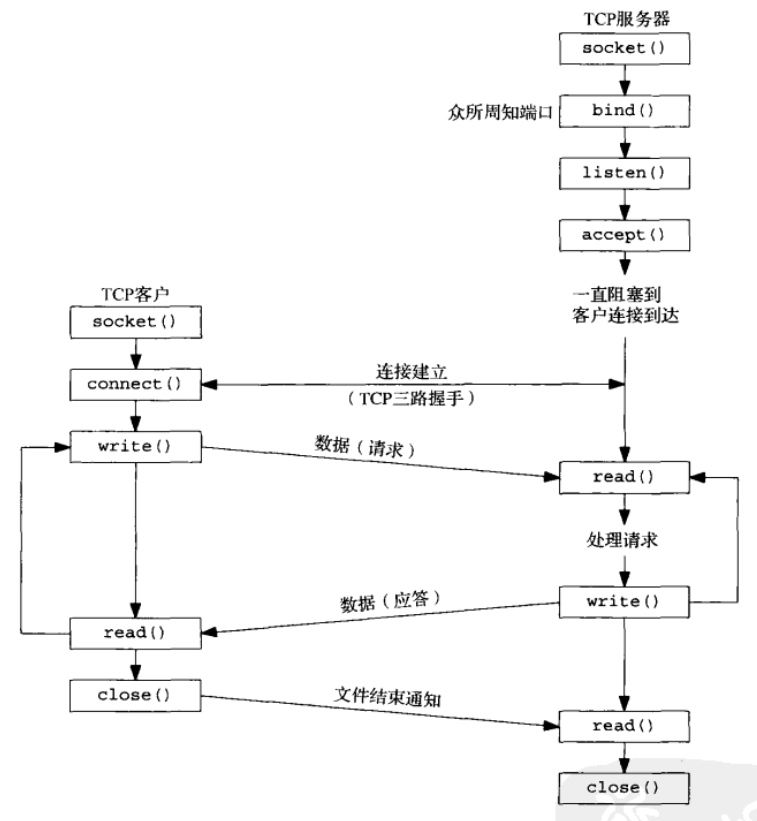 TCP服务器
socket()
众所周知端口
bind()
listen()
accept()
一直阻塞到
客户连接到达
TCP客户
socket()
connect()
连接建立
(TCP三路握手)
write()
数据(请求)
read()
处理请求
write()
数据(应答)
read()
close()
文件结束通知
read()
close()